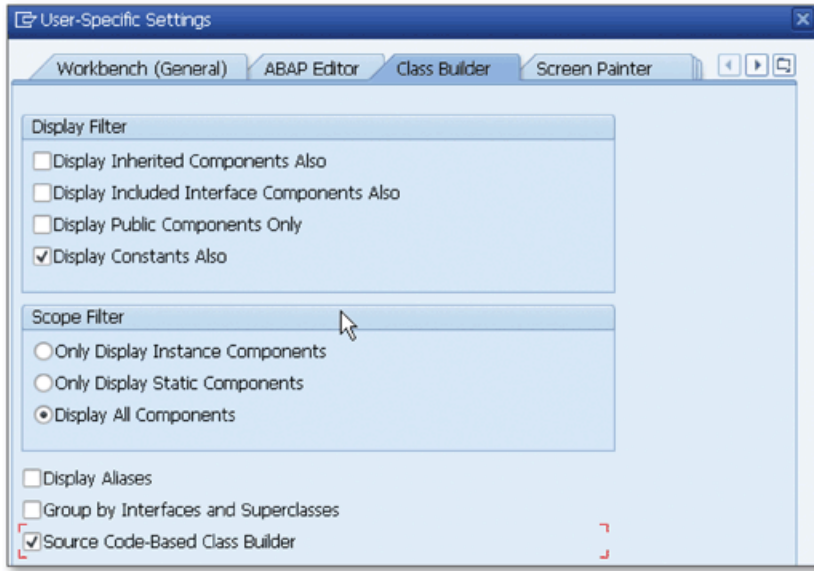 User-Specific Settings
Workbench (General) ABAP Editor Class Builder Screen Painter
Display Filter
Display Inherited Components Also
Display Included Interface Components Also
Display Public Components Only
Display Constants Also
Scope Filter
Only Display Instance Components
Only Display Static Components
Display All Components
Display Aliases
Group by Interfaces and Superclasses
Source Code-Based Class Builder